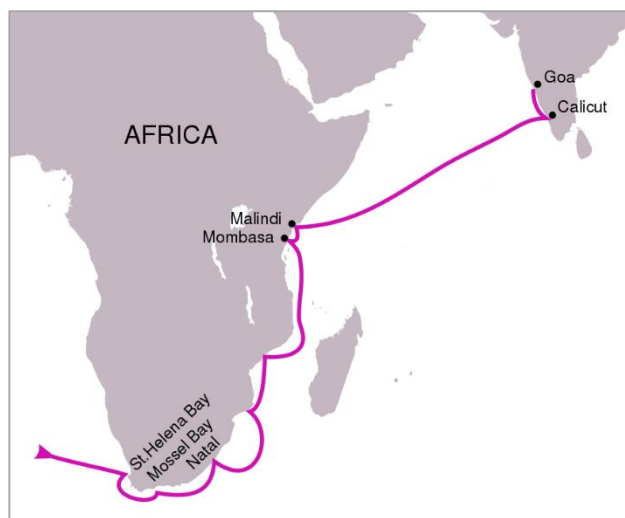 Goa
Calicut
AFRICA
Malindi
Mombasa
St.Helena Bay
Mossel Bay
Natal